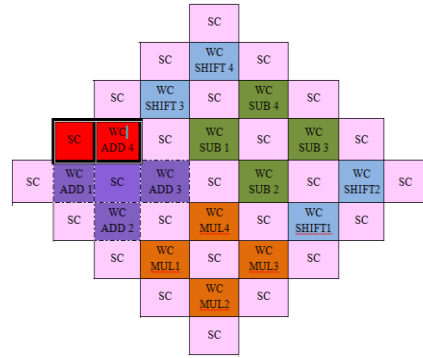 SC
SC WC SC
SHIFT 4
SC WC SC WC SC
SHIFT 3 SUB 4
SC WC SC WC SC WC SC
ADD 4 SUB 1 SUB 3
SC WC SC WC SC WC SC WC SC
ADD 1 ADD 3 SUB 2 SHIFT2
SC WC SC WC SC WC SC
ADD 2 MUL4 SHIFT1
SC WC SC WC SC
MUL1 MUL3
SC WC SC
MUL2
SC